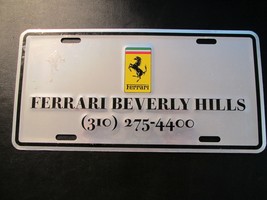 Ferrari
FERRARI BEVERLY HILLS
(310) 275-4400